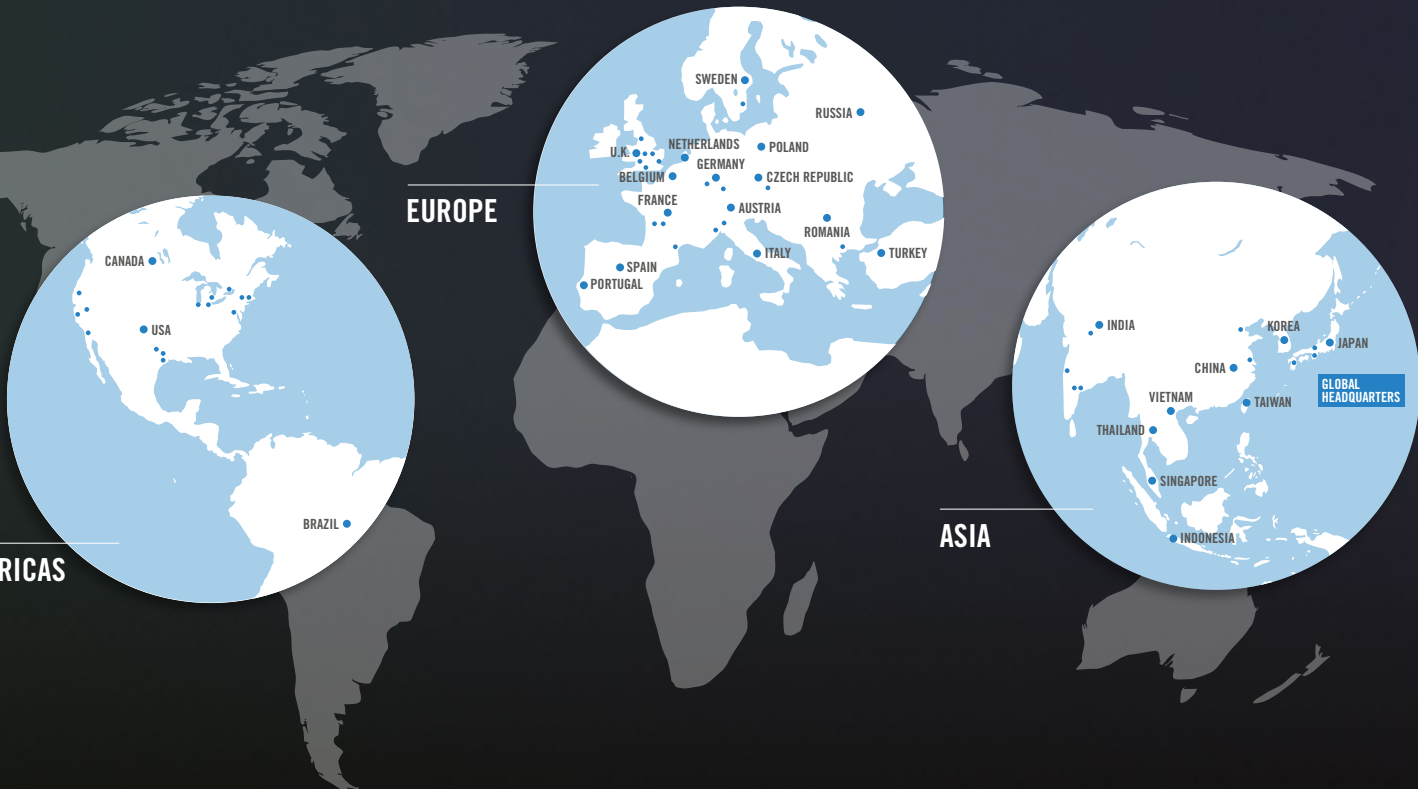 SWEDEN
RUSSIA
U.K.
NETHERLANDS
POLAND
GERMANY
BELGIUM
CZECH REPUBLIC
FRANCE
AUSTRIA
ROMANIA
ITALY
TURKEY
SPAIN
PORTUGAL
EUROPE
CANADA
USA
BRAZIL
RICAS
INDIA
KOREA
JAPAN
CHINA
GLOBAL
HEADQUARTERS
VIETNAM
TAIWAN
THAILAND
SINGAPORE
INDONESIA
ASIA